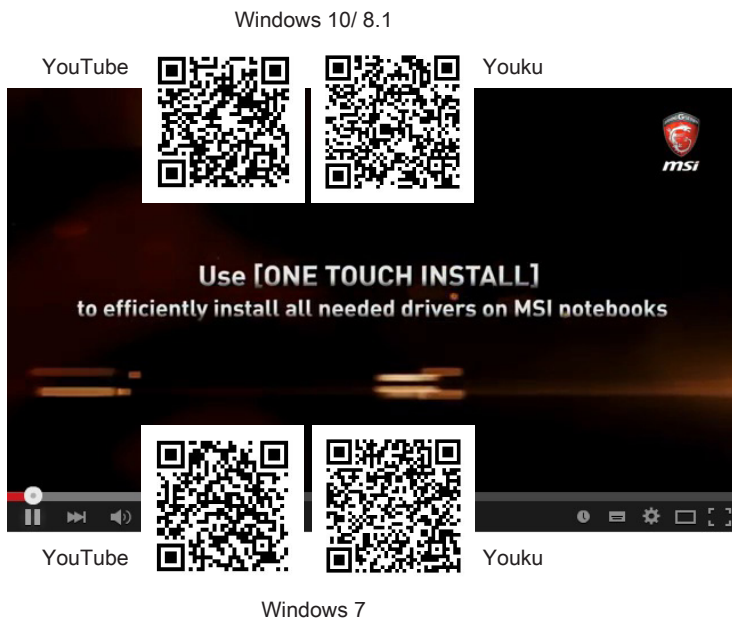 Windows 10/ 8.1
YouTube
Youku
msi
Use [ONE TOUCH INSTALL]
to efficiently install all needed drivers on MSI notebooks
YouTube
Youku
Windows 7